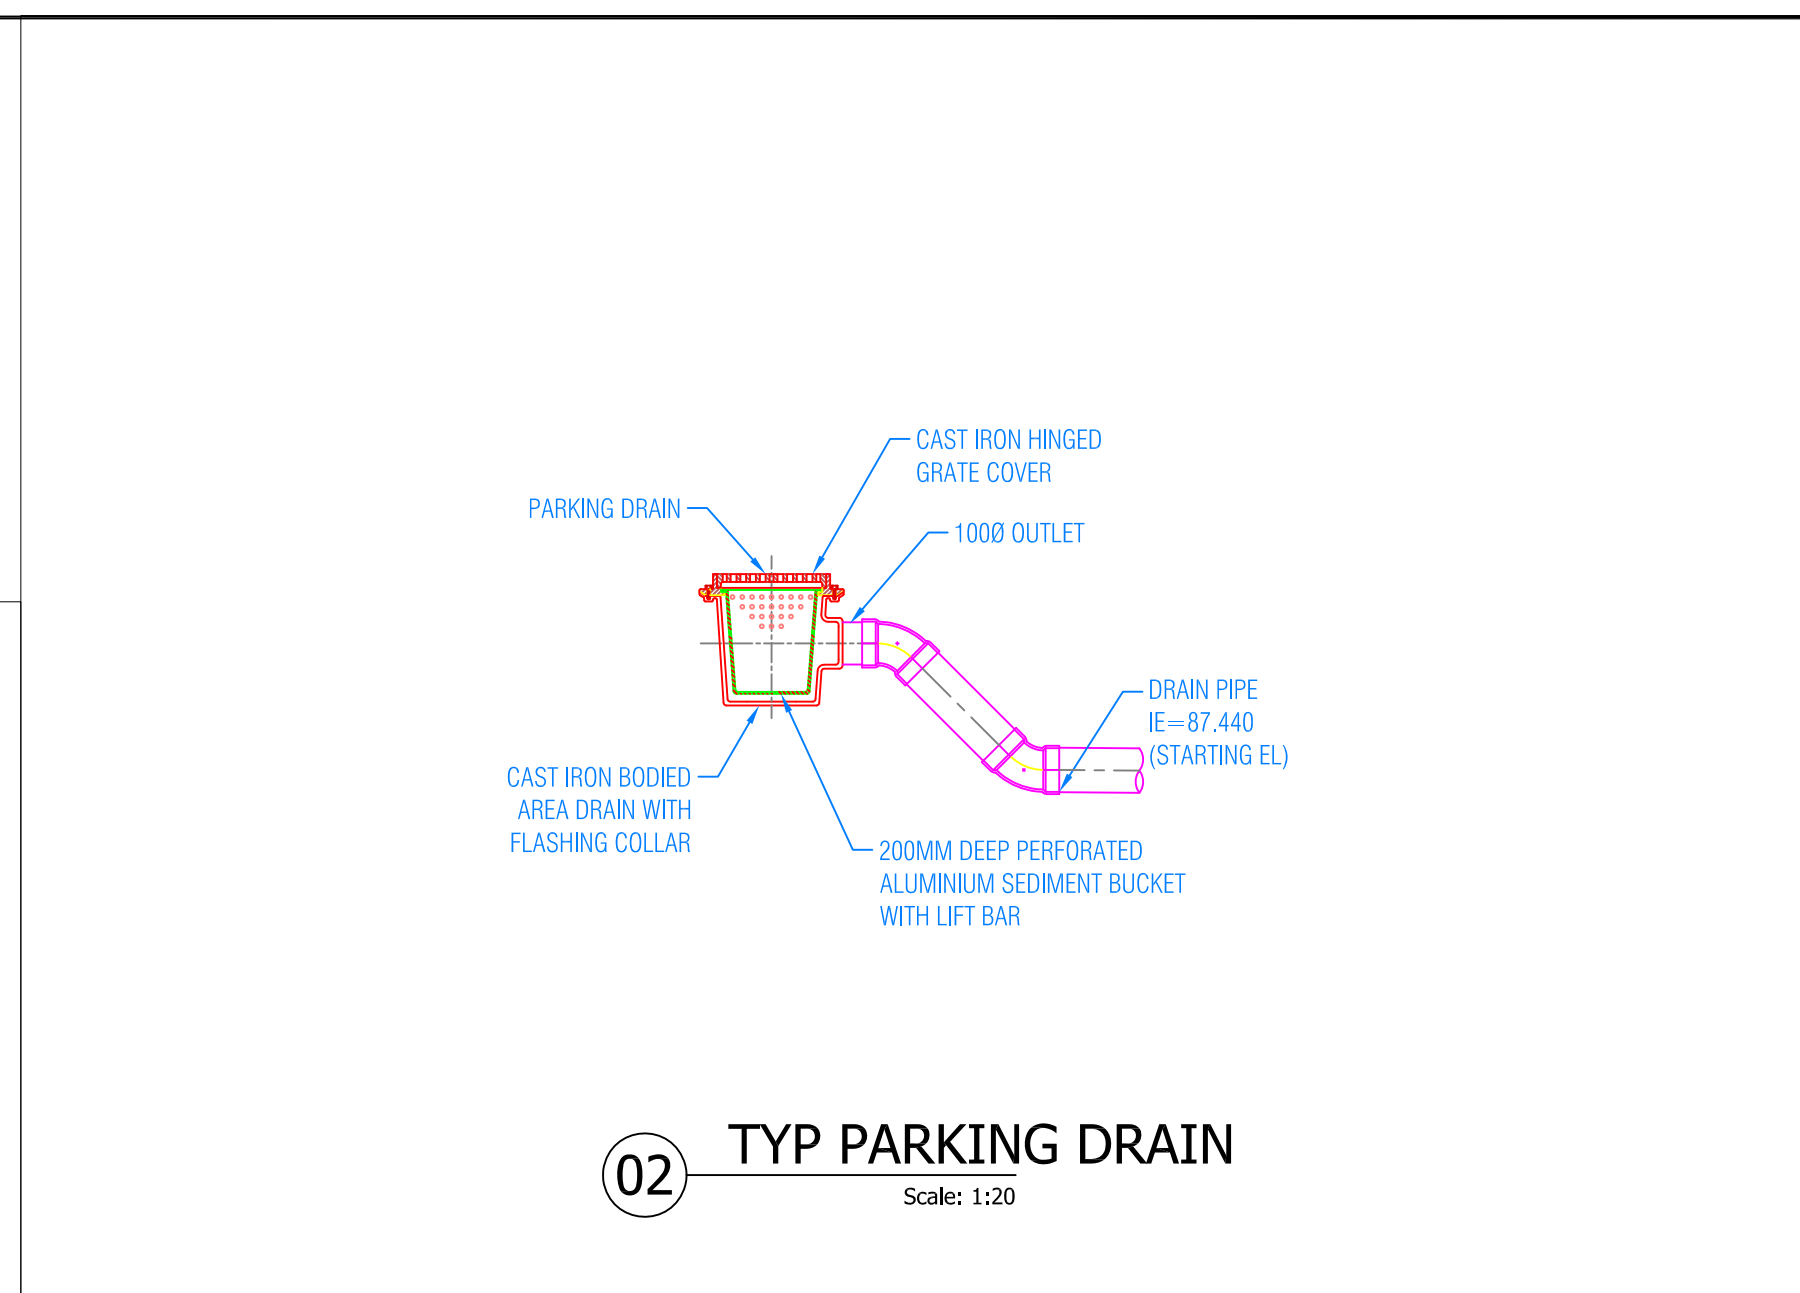 CAST IRON HINGED
GRATE COVER
PARKING DRAIN
100Ø OUTLET
DRAIN PIPE
IE=87.440
(STARTING EL)
CAST IRON BODIED
AREA DRAIN WITH
FLASHING COLLAR
200MM DEEP PERFORATED
ALUMINIUM SEDIMENT BUCKET
WITH LIFT BAR
02
TYP PARKING DRAIN
Scale: 1:20